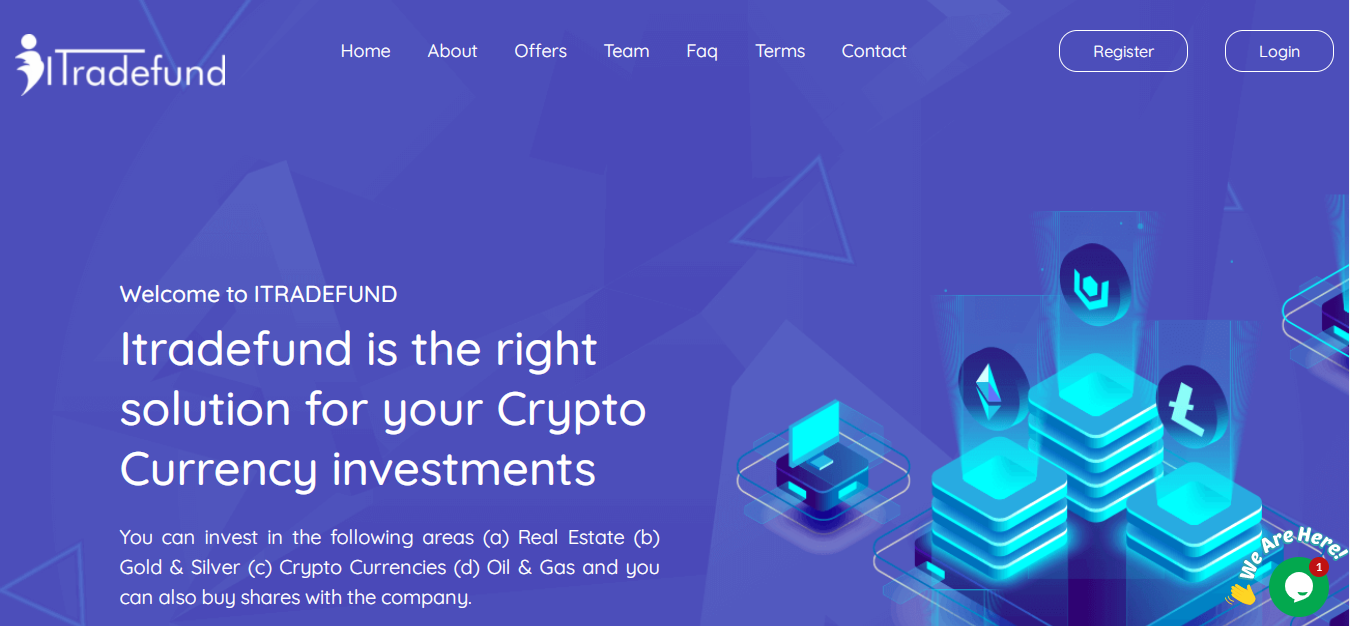 ITradefund
Home About Offers Team Faq Terms Contact
Register Login
Welcome to ITRADEFUND
Itradefund is the right
solution for your Crypto
Currency investments
You can invest in the following areas (a) Real Estate (b)
Gold & Silver (c) Crypto Currencies (d) Oil & Gas and you
can also buy shares with the company.
We Are Here!
1